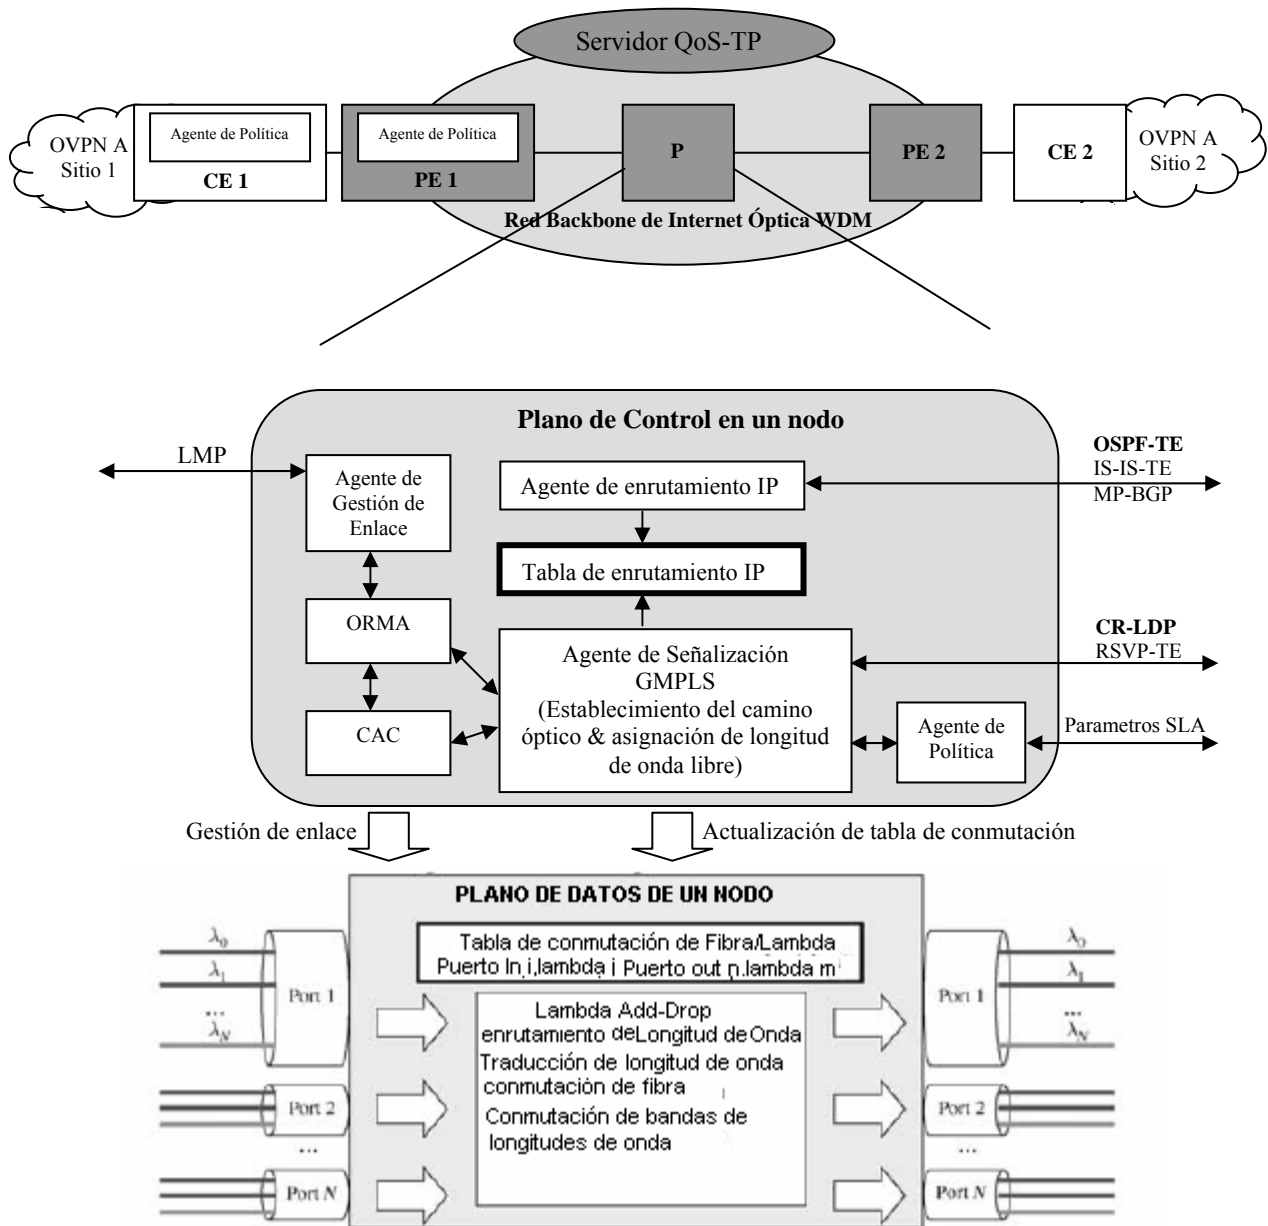 Servidor QoS-TP
OVPN A
Sitio 1
Agente de Política
CE 1
Agente de Política
PE 1
P
PE 2
CE 2
OVPN A
Sitio 2
Red Backbone de Internet Óptica WDM
Plano de Control en un nodo
LMP
Agente de
Gestión de
Enlace
Agente de enrutamiento IP
OSPF-TE
IS-IS-TE
MP-BGP
Tabla de enrutamiento IP
ORMA
CAC
Agente de Señalización
GMPLS
(Establecimiento del camino
óptico & asignación de longitud
de onda libre)
CR-LDP
RSVP-TE
Agente de
Política
Parametros SLA
Gestión de enlace
Actualización de tabla de conmutación
PLANO DE DATOS DE UN NODO
Tabla de conmutación de Fibra/Lambda
Puerto In,i,lambda i Puerto out n.lambda m
Lambda Add-Drop
enrutamiento de Longitud de Onda
Traducción de longitud de onda
conmutación de fibra
Conmutación de bandas de
longitudes de onda
λ0
λ1
...
λN
Port 1
Port 2
...
Port N
λ0
λ1
...
λN
Port 1
Port 2
...
Port N